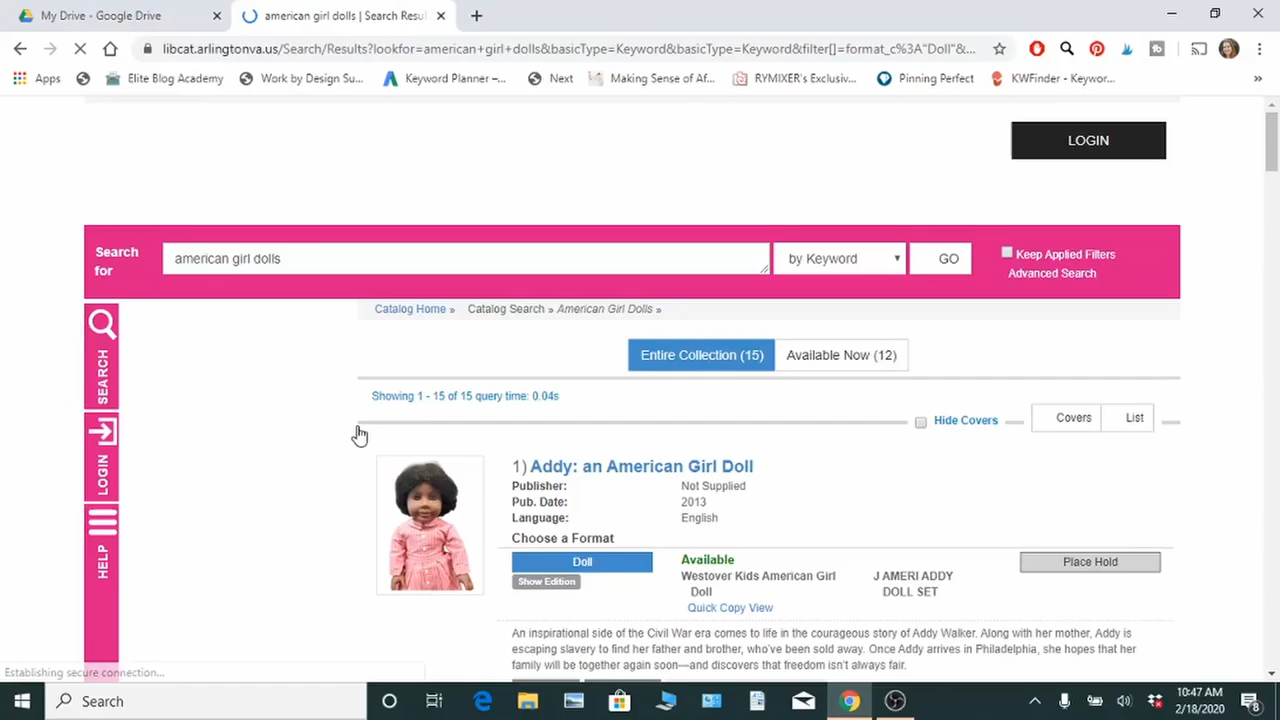 My Drive - Google Drive
american girl dolls | Search Resu
libcat.arlingtonva.us/Search/Results?lookfor=american+girl+dolls&basicType=Keyword&basicType=Keyword&filter[]=format_c%3A"Doll"&...
Apps
Elite Blog Academy
Work by Design Su...
Keyword Planner –...
Next
Making Sense of Af...
RYMIXER's Exclusiv...
Pinning Perfect
KWFinder - Keywor...
LOGIN
Search for
american girl dolls
by Keyword
GO
Keep Applied Filters
Advanced Search
Catalog Home » Catalog Search » American Girl Dolls »
SEARCH
LOGIN
HELP
Entire Collection (15)
Available Now (12)
Showing 1 - 15 of 15 query time: 0.04s
Hide Covers
Covers
List
1) Addy: an American Girl Doll
Publisher: Not Supplied
Pub. Date: 2013
Language: English
Choose a Format
Doll
Show Edition
Available
Westover Kids American Girl Doll
J AMERI ADDY DOLL SET
Quick Copy View
Place Hold
An inspirational side of the Civil War era comes to life in the courageous story of Addy Walker. Along with her mother, Addy is
escaping slavery to find her father and brother, who've been sold away. Once Addy arrives in Philadelphia, she hopes that her
family will be together again soon—and discovers that freedom isn't always fair.
Establishing secure connection...
Search
10:47 AM
2/18/2020
8